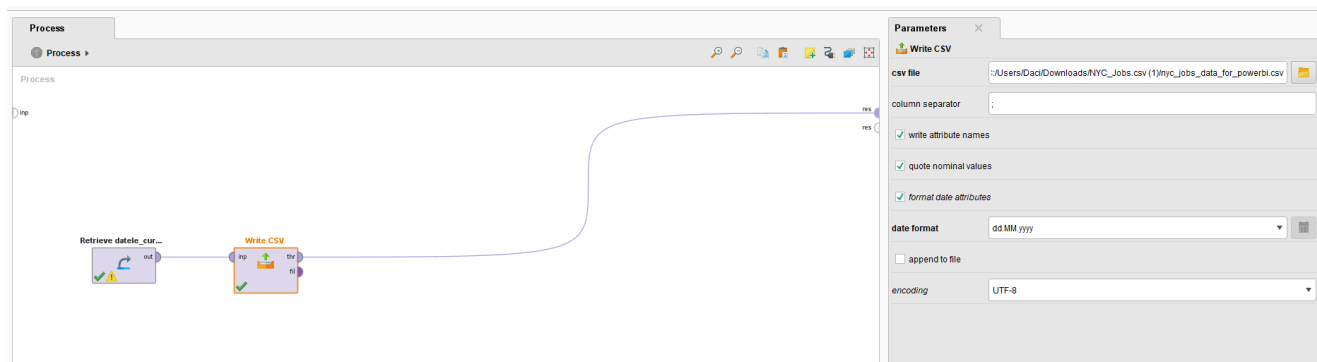 Process
Process
Process
inp
res
res
Retrieve datele_cur...
out
Write CSV
inp
thr
fil
Parameters
Write CSV
csv file
:/Users/Daci/Downloads/NYC_Jobs.csv (1)/nyc_jobs_data_for_powerbi.csv
column separator
;
write attribute names
quote nominal values
format date attributes
date format
dd.MM.yyyy
append to file
encoding
UTF-8